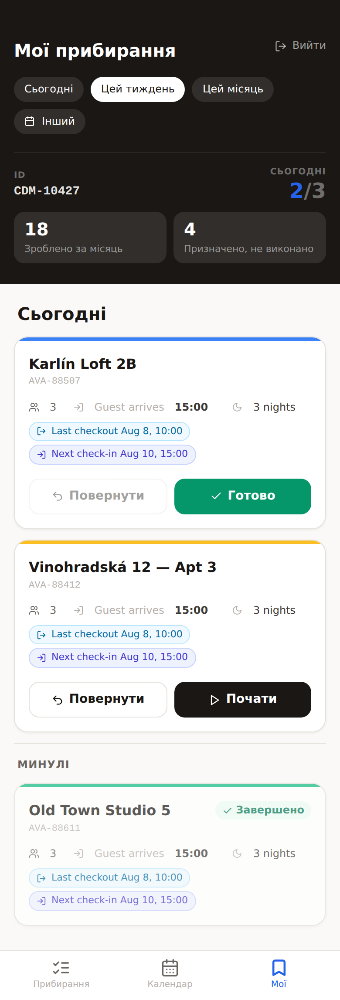 Мої прибирання
Вийти
Сьогодні
Цей тиждень
Цей місяць
Інший
ID
CDM-10427
СЬОГОДНІ
2/3
18
Зроблено за місяць
4
Призначено, не виконано
Сьогодні
Karlín Loft 2B
AVA-88507
3 Guest arrives 15:00 3 nights
Last checkout Aug 8, 10:00
Next check-in Aug 10, 15:00
Повернути
Готово
Vinohradská 12 — Apt 3
AVA-88412
3 Guest arrives 15:00 3 nights
Last checkout Aug 8, 10:00
Next check-in Aug 10, 15:00
Повернути
Почати
МИНУЛІ
Old Town Studio 5
Завершено
AVA-88611
3 Guest arrives 15:00 3 nights
Last checkout Aug 8, 10:00
Next check-in Aug 10, 15:00
Прибирання
Календар
Мої